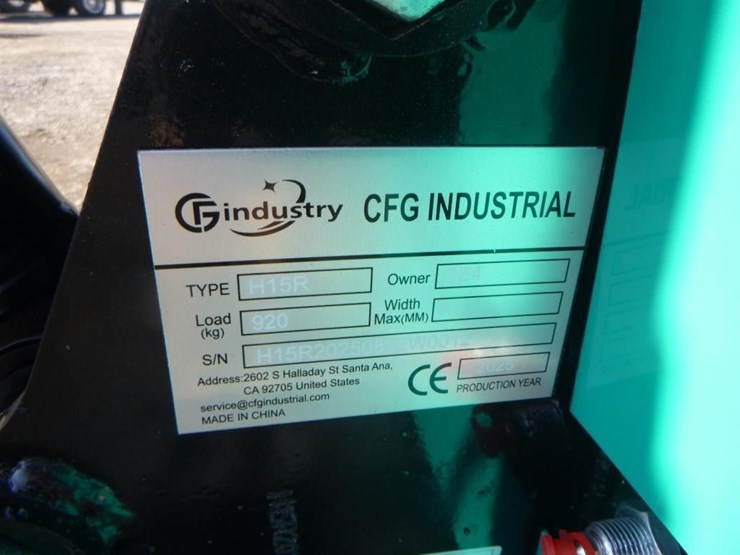 CFindustry CFG INDUSTRIAL
TYPE H15R Owner
Load (kg) 920 Width Max(MM)
S/N
Address:2602 S Halladay St Santa Ana,
CA 92705 United States
service@cfgindustrial.com
MADE IN CHINA
CE 2025
PRODUCTION YEAR